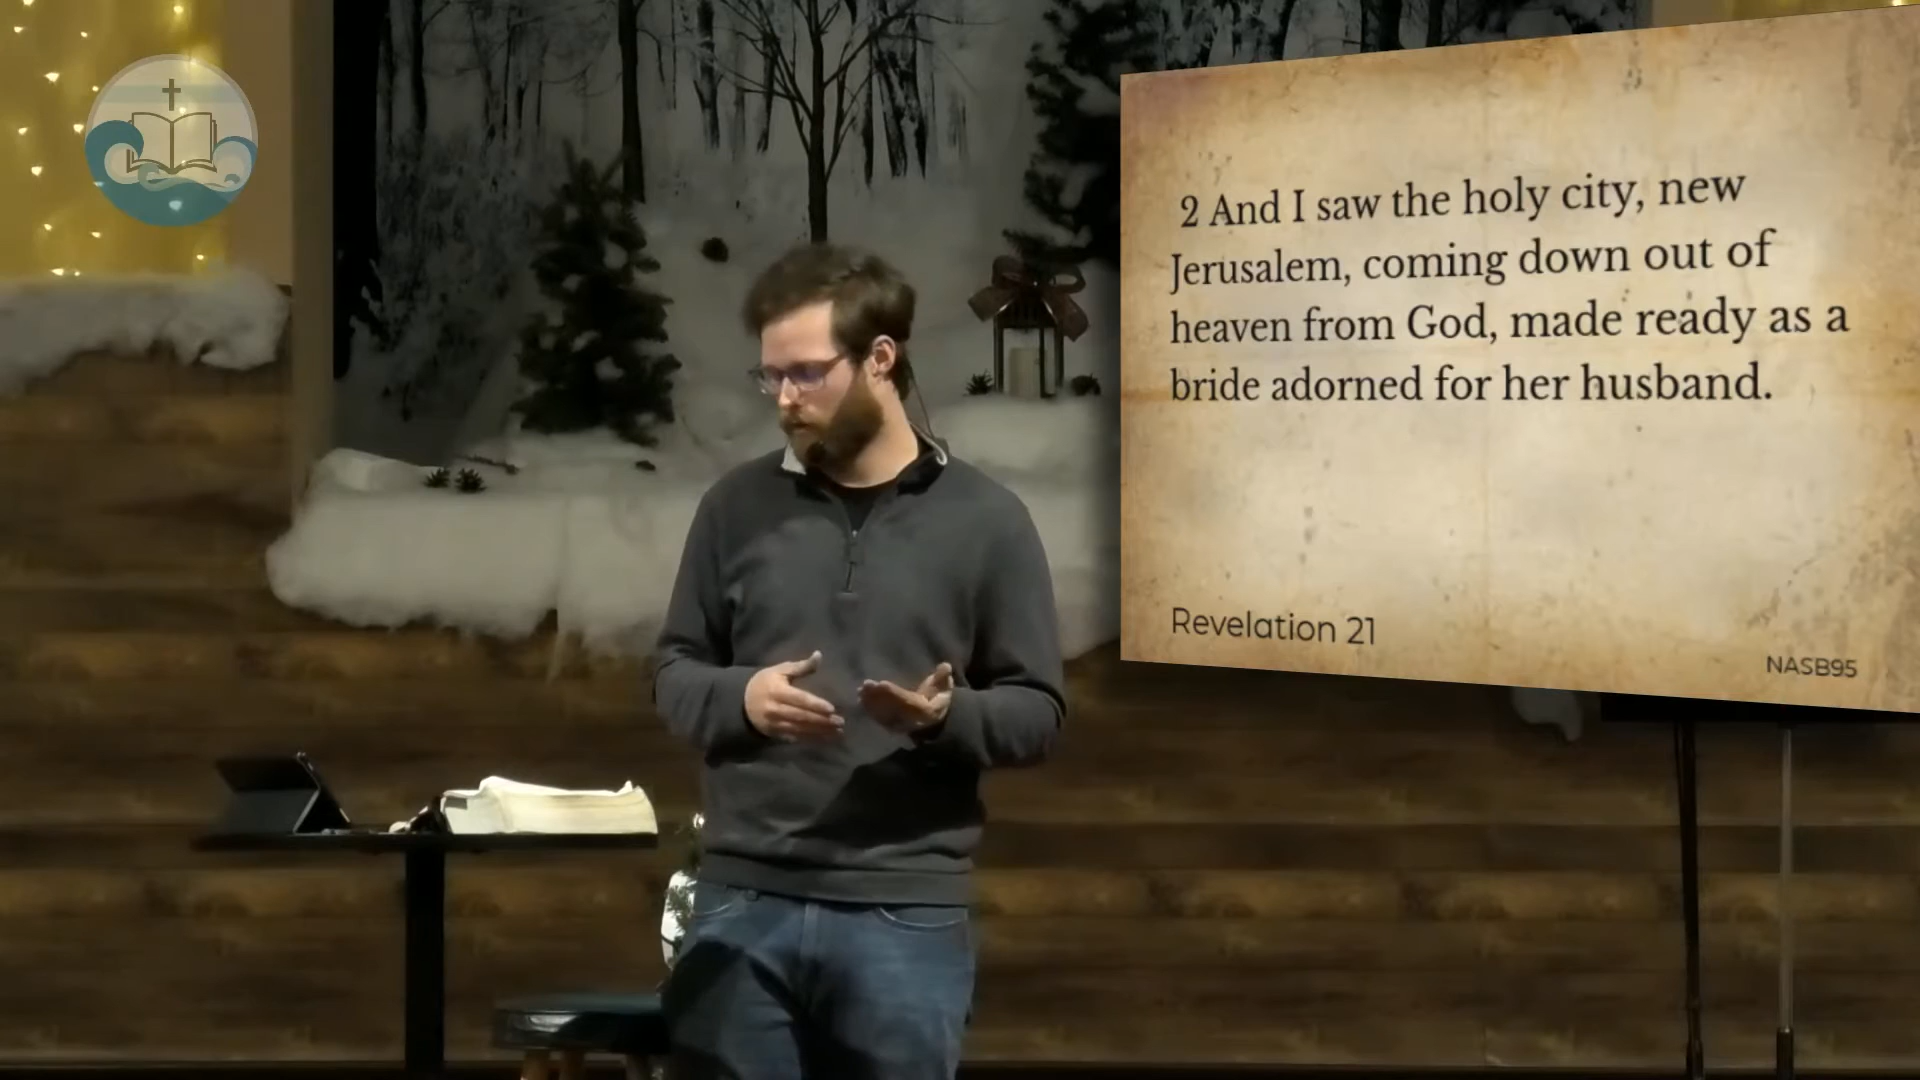 2 And I saw the holy city, new
Jerusalem, coming down out of
heaven from God, made ready as a
bride adorned for her husband.
Revelation 21
NASB95